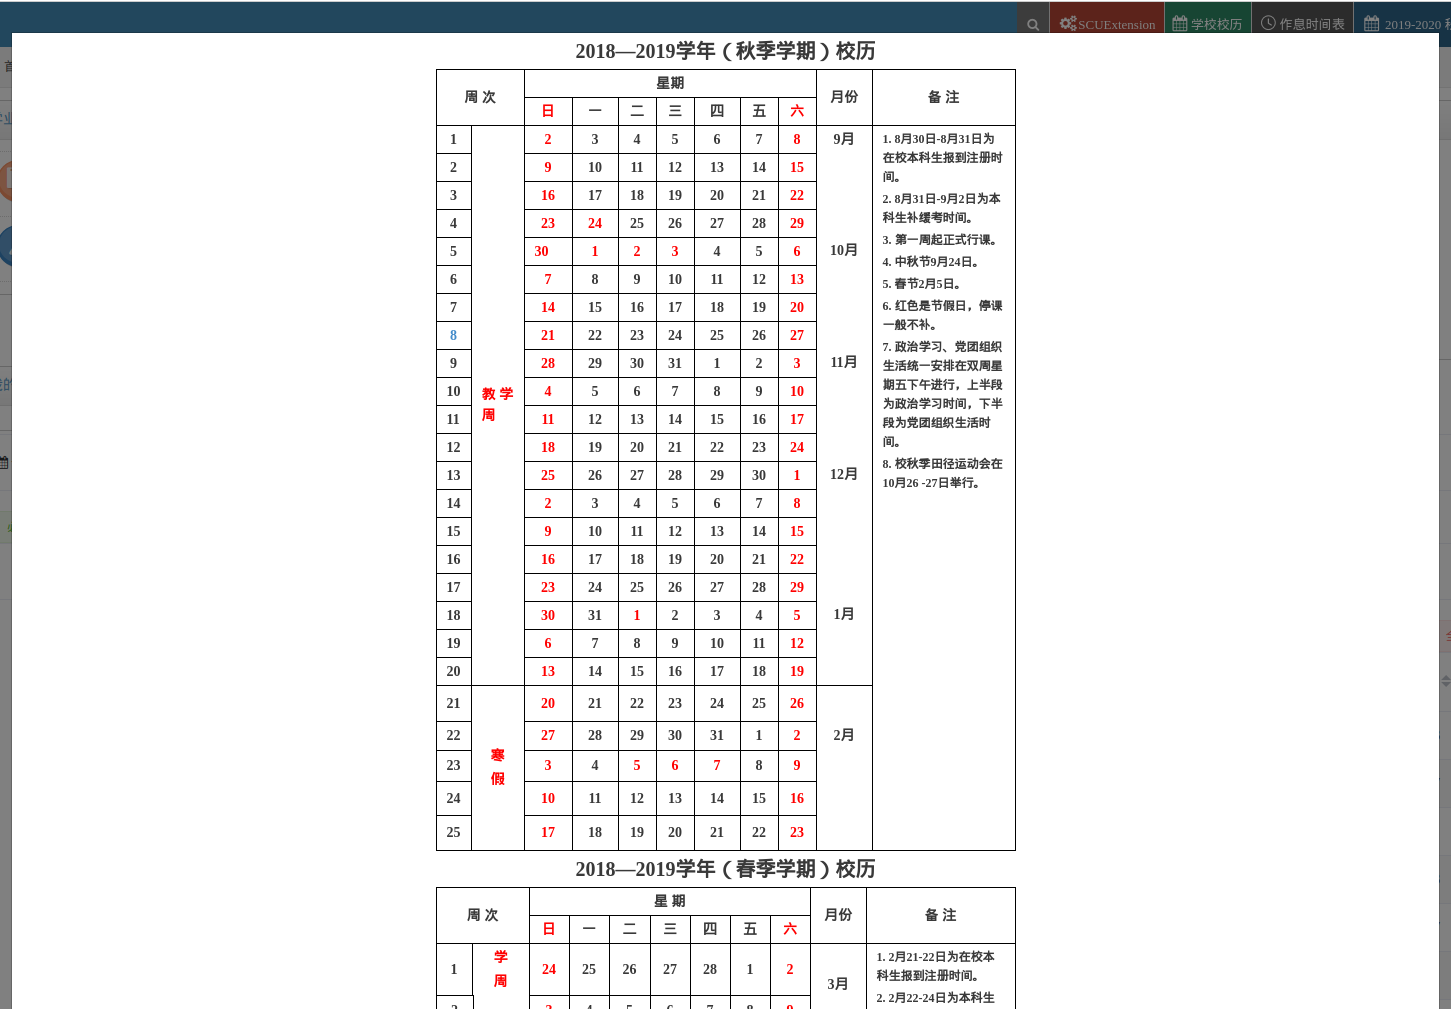 SCUExtension 学校校历 作息时间表 2019-2020
2018—2019学年（秋季学期）校历
周 次 星期 月份 备 注
日 一 二 三 四 五 六
1 2 3 4 5 6 7 8 9月
2 9 10 11 12 13 14 15
3 16 17 18 19 20 21 22
4 23 24 25 26 27 28 29
5 30 1 2 3 4 5 6 10月
6 7 8 9 10 11 12 13
7 14 15 16 17 18 19 20
8 21 22 23 24 25 26 27
9 28 29 30 31 1 2 3 11月
10 4 5 6 7 8 9 10
11 11 12 13 14 15 16 17
12 18 19 20 21 22 23 24
13 25 26 27 28 29 30 1 12月
14 2 3 4 5 6 7 8
15 9 10 11 12 13 14 15
16 16 17 18 19 20 21 22
17 23 24 25 26 27 28 29
18 30 31 1 2 3 4 5 1月
19 6 7 8 9 10 11 12
20 13 14 15 16 17 18 19
教 学
周
21 20 21 22 23 24 25 26
22 27 28 29 30 31 1 2 2月
23 3 4 5 6 7 8 9
24 10 11 12 13 14 15 16
25 17 18 19 20 21 22 23
寒
假
1. 8月30日-8月31日为
在校本科生报到注册时
间。
2. 8月31日-9月2日为本
科生补缓考时间。
3. 第一周起正式行课。
4. 中秋节9月24日。
5. 春节2月5日。
6. 红色是节假日，停课
一般不补。
7. 政治学习、党团组织
生活统一安排在双周星
期五下午进行，上半段
为政治学习时间，下半
段为党团组织生活时
间。
8. 校秋季田径运动会在
10月26 -27日举行。
2018—2019学年（春季学期）校历
周 次 星 期 月份 备 注
日 一 二 三 四 五 六
1 24 25 26 27 28 1 2 3月
学
周
1. 2月21-22日为在校本
科生报到注册时间。
2. 2月22-24日为本科生